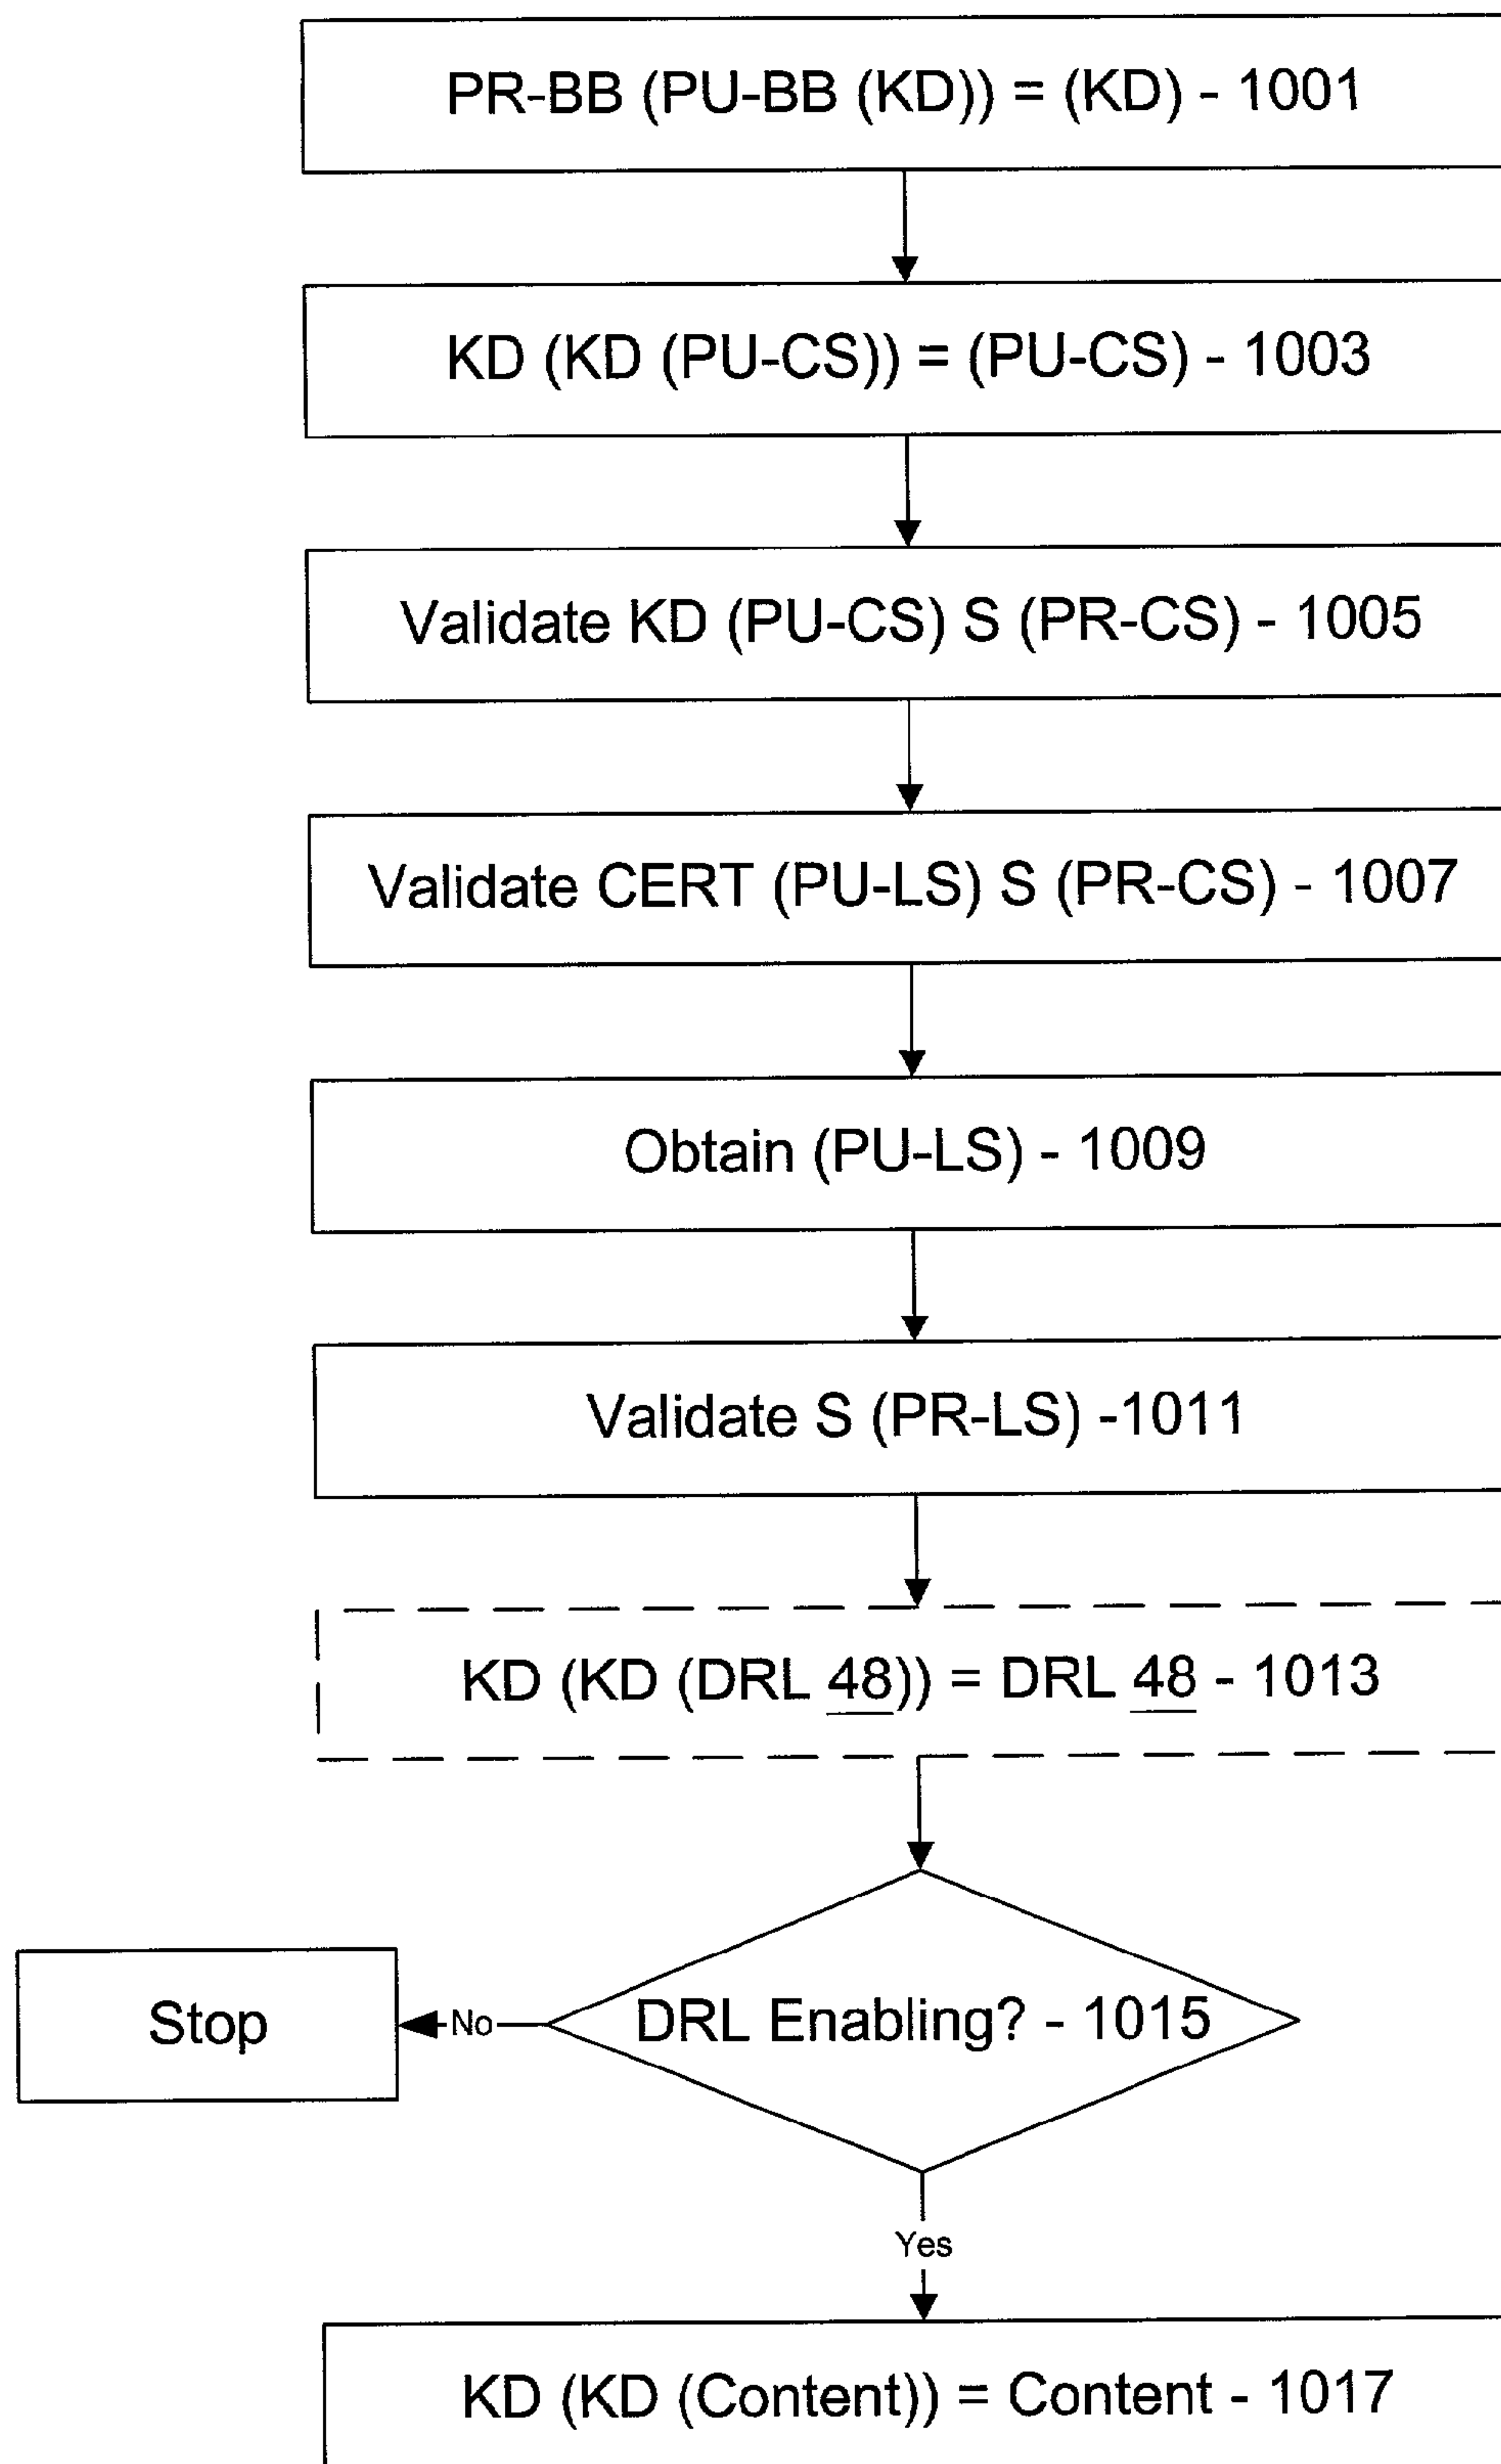 PR-BB (PU-BB (KD)) = (KD) - 1001
KD (KD (PU-CS)) = (PU-CS) - 1003
Validate KD (PU-CS) S (PR-CS) - 1005
Validate CERT (PU-LS) S (PR-CS) - 1007
Obtain (PU-LS) - 1009
Validate S (PR-LS) -1011
KD (KD (DRL 48)) = DRL 48 - 1013
DRL Enabling? - 1015
No
Stop
Yes
KD (KD (Content)) = Content - 1017